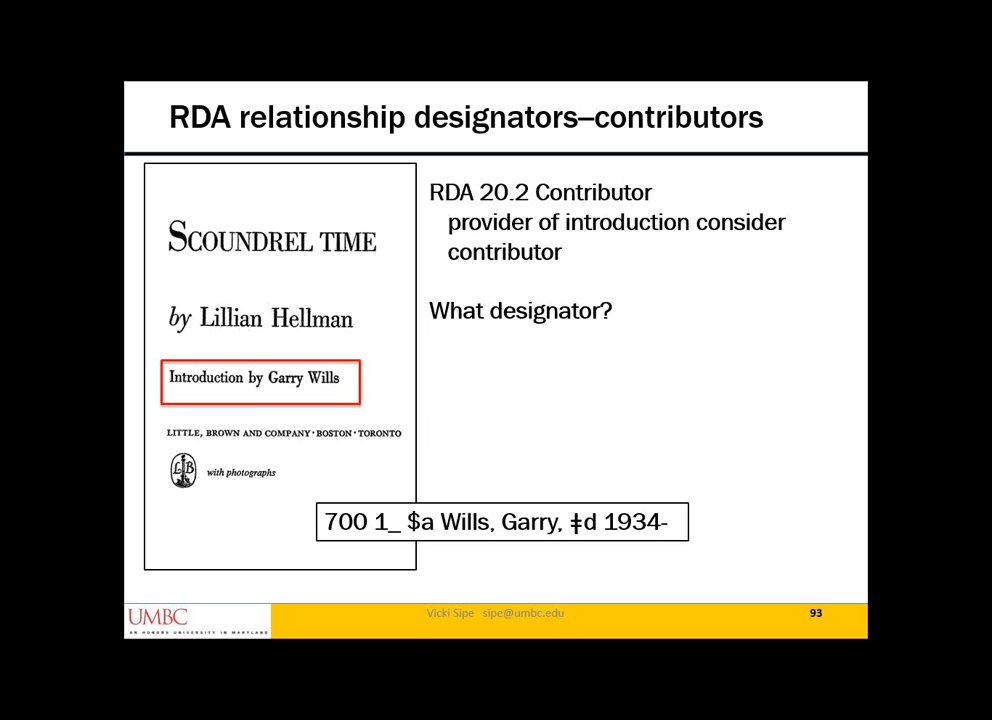 RDA relationship designators–contributors
SCOUNDREL TIME
by Lillian Hellman
Introduction by Garry Wills
LITTLE, BROWN AND COMPANY · BOSTON · TORONTO
LB
with photographs
RDA 20.2 Contributor
provider of introduction consider
contributor
What designator?
700 1_ $a Wills, Garry, ‡d 1934-
UMBC
AN HONORS UNIVERSITY IN MARYLAND
Vicki Sipe sipe@umbc.edu
93